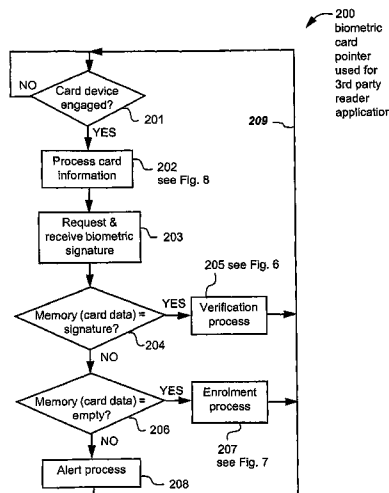 200
biometric
card
pointer
used for
3rd party
reader
application
NO
Card device
engaged?
201
YES
209
Process card
information
202
see Fig. 8
Request &
receive biometric
signature
203
205 see Fig. 6
Memory (card data) =
signature?
YES
Verification
process
204
NO
Memory (card data) =
empty?
YES
Enrolment
process
206
NO
207
see Fig. 7
Alert process
208